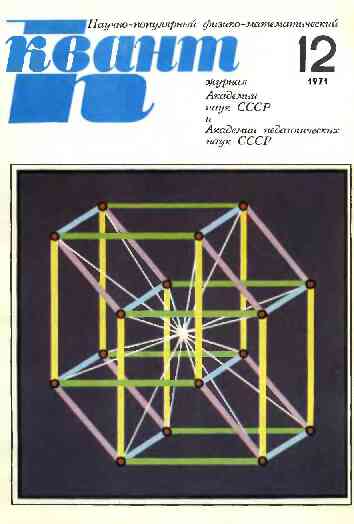 Научно-популярный физико-математический
квант
12
1971
журнал
Академии
наук СССР
и
Академии педагогических
наук СССР